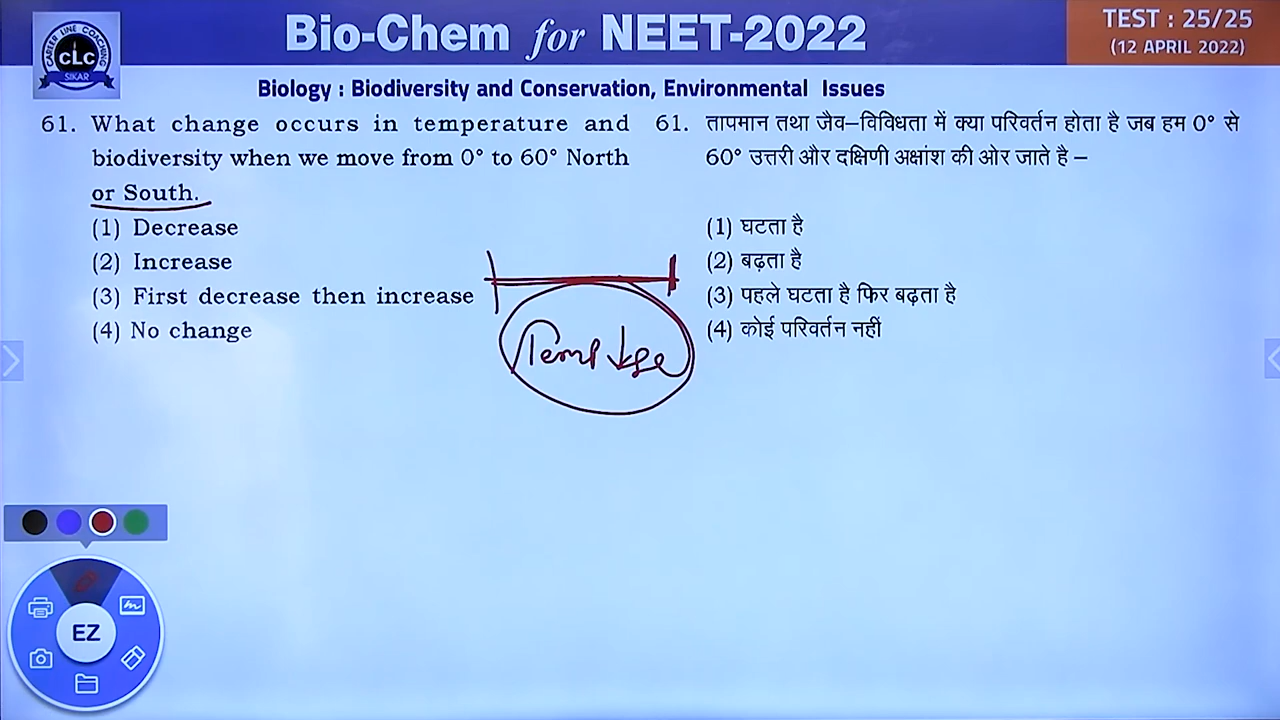 CAREER LINE COACHING
CLC
SIKAR
Bio-Chem for NEET-2022
TEST : 25/25
(12 APRIL 2022)
Biology : Biodiversity and Conservation, Environmental Issues
61. What change occurs in temperature and
biodiversity when we move from 0° to 60° North
or South.
(1) Decrease
(2) Increase
(3) First decrease then increase
(4) No change
61. तापमान तथा जैव–विविधता में क्या परिवर्तन होता है जब हम 0° से
60° उत्तरी और दक्षिणी अक्षांश की ओर जाते है –
(1) घटता है
(2) बढ़ता है
(3) पहले घटता है फिर बढ़ता है
(4) कोई परिवर्तन नहीं
Temp ↓se
EZ